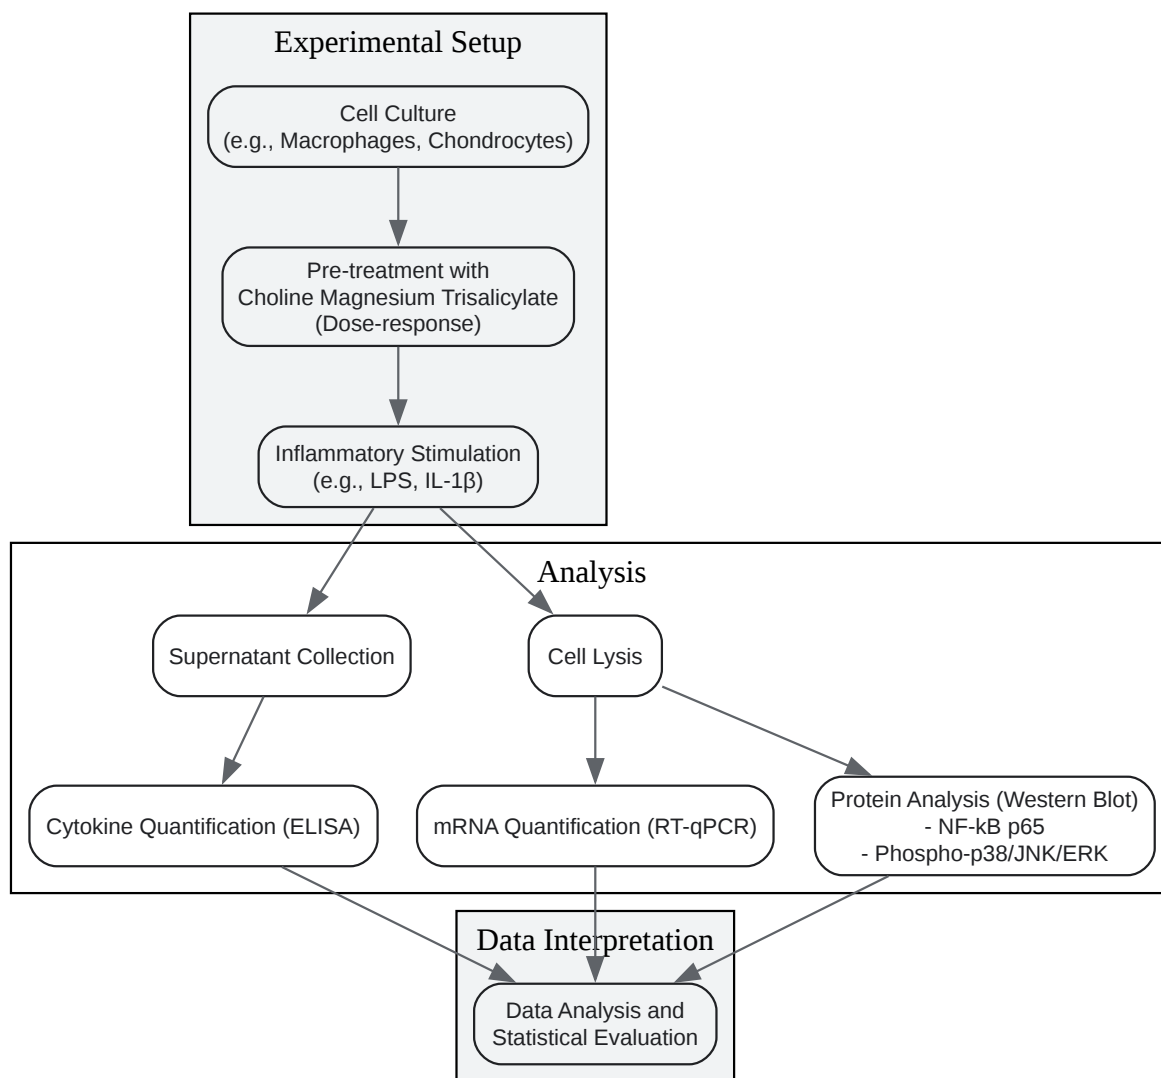 Experimental Setup
Cell Culture
(e.g., Macrophages, Chondrocytes)
Pre-treatment with
Choline Magnesium Trisalicylate
(Dose-response)
Inflammatory Stimulation
(e.g., LPS, IL-1β)
Analysis
Supernatant Collection
Cell Lysis
Cytokine Quantification (ELISA)
mRNA Quantification (RT-qPCR)
Protein Analysis (Western Blot)
- NF-kB p65
- Phospho-p38/JNK/ERK
Data Interpretation
Data Analysis and
Statistical Evaluation